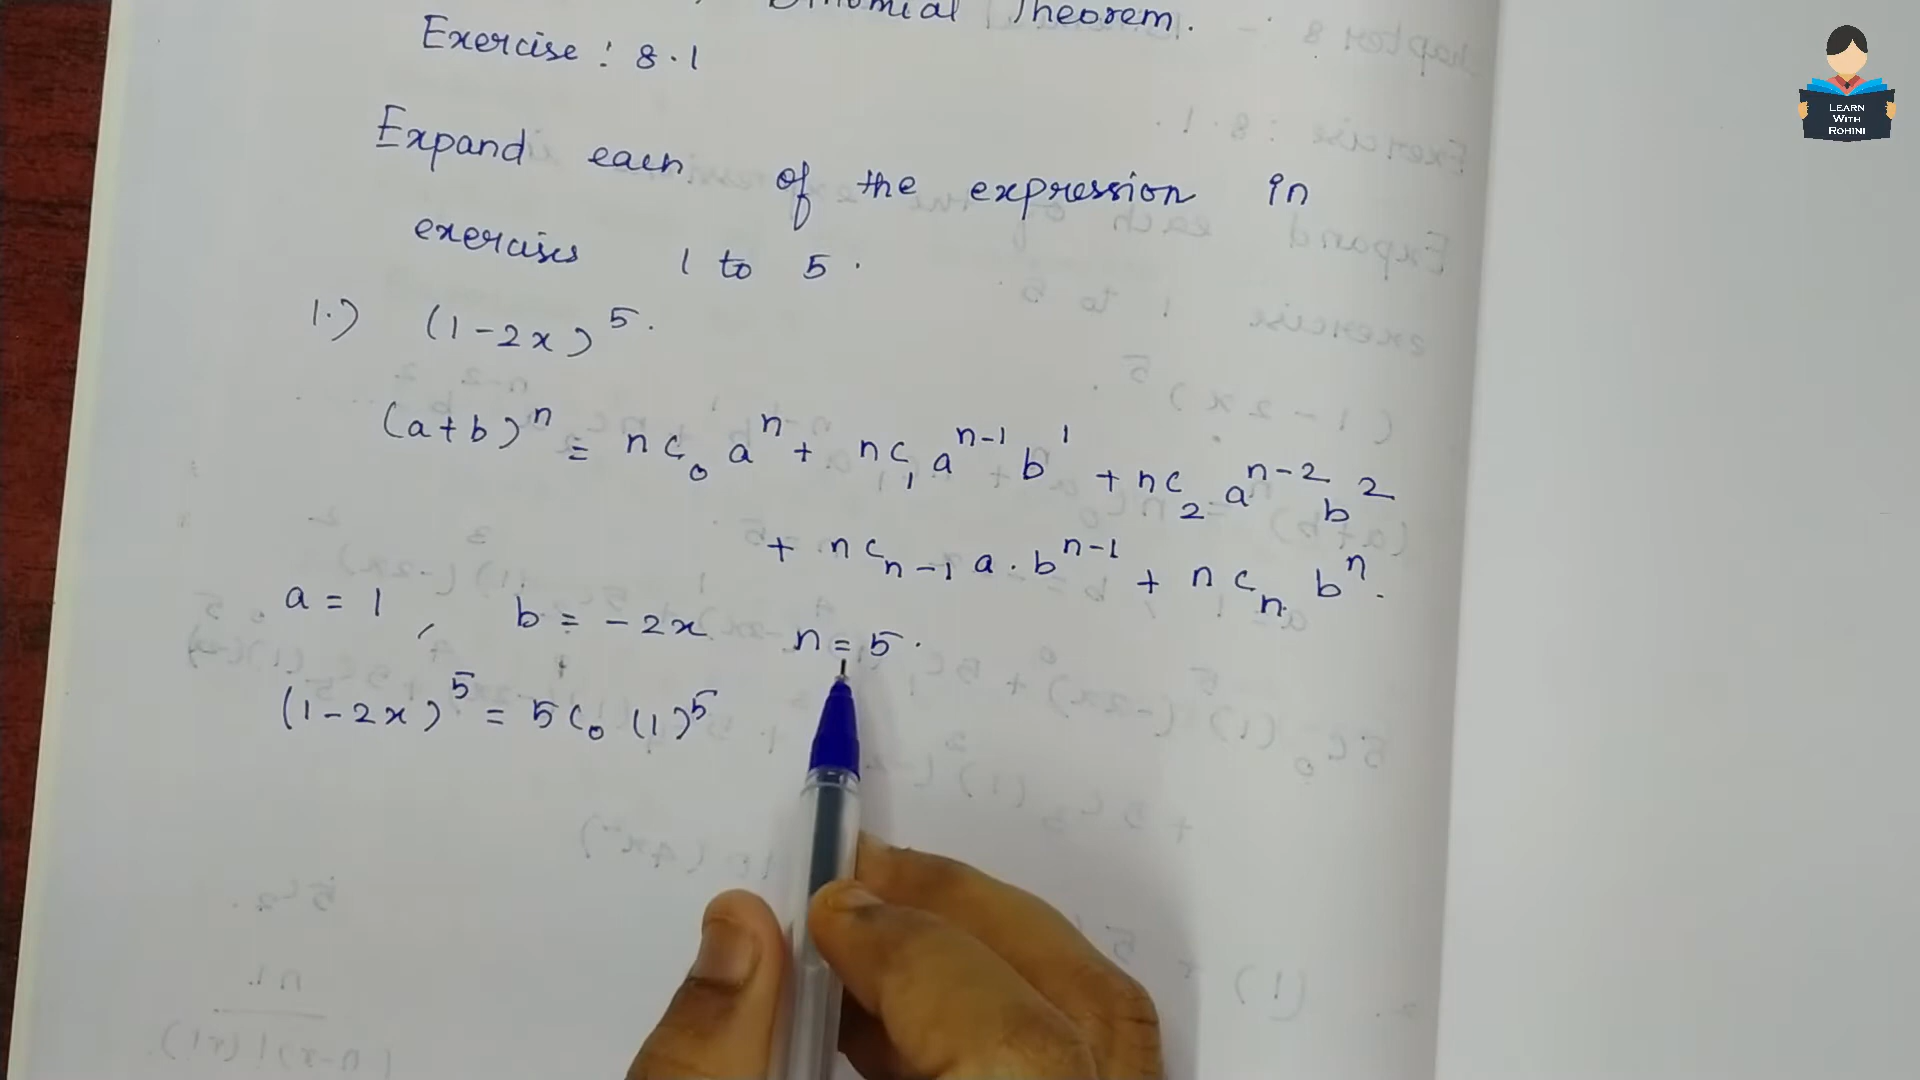 Binomial Theorem.
Exercise : 8.1
Expand each of the expression in
exercises 1 to 5.
1.) (1-2x)⁵.
(a+b)ⁿ = nC₀ aⁿ + nC₁ aⁿ⁻¹ b¹ + nC₂ aⁿ⁻² b²
+ nCₙ₋₁ a.bⁿ⁻¹ + nCₙ bⁿ.
a = 1, b = -2x n = 5.
(1-2x)⁵ = 5C₀ (1)⁵
LEARN
WITH
ROHINI